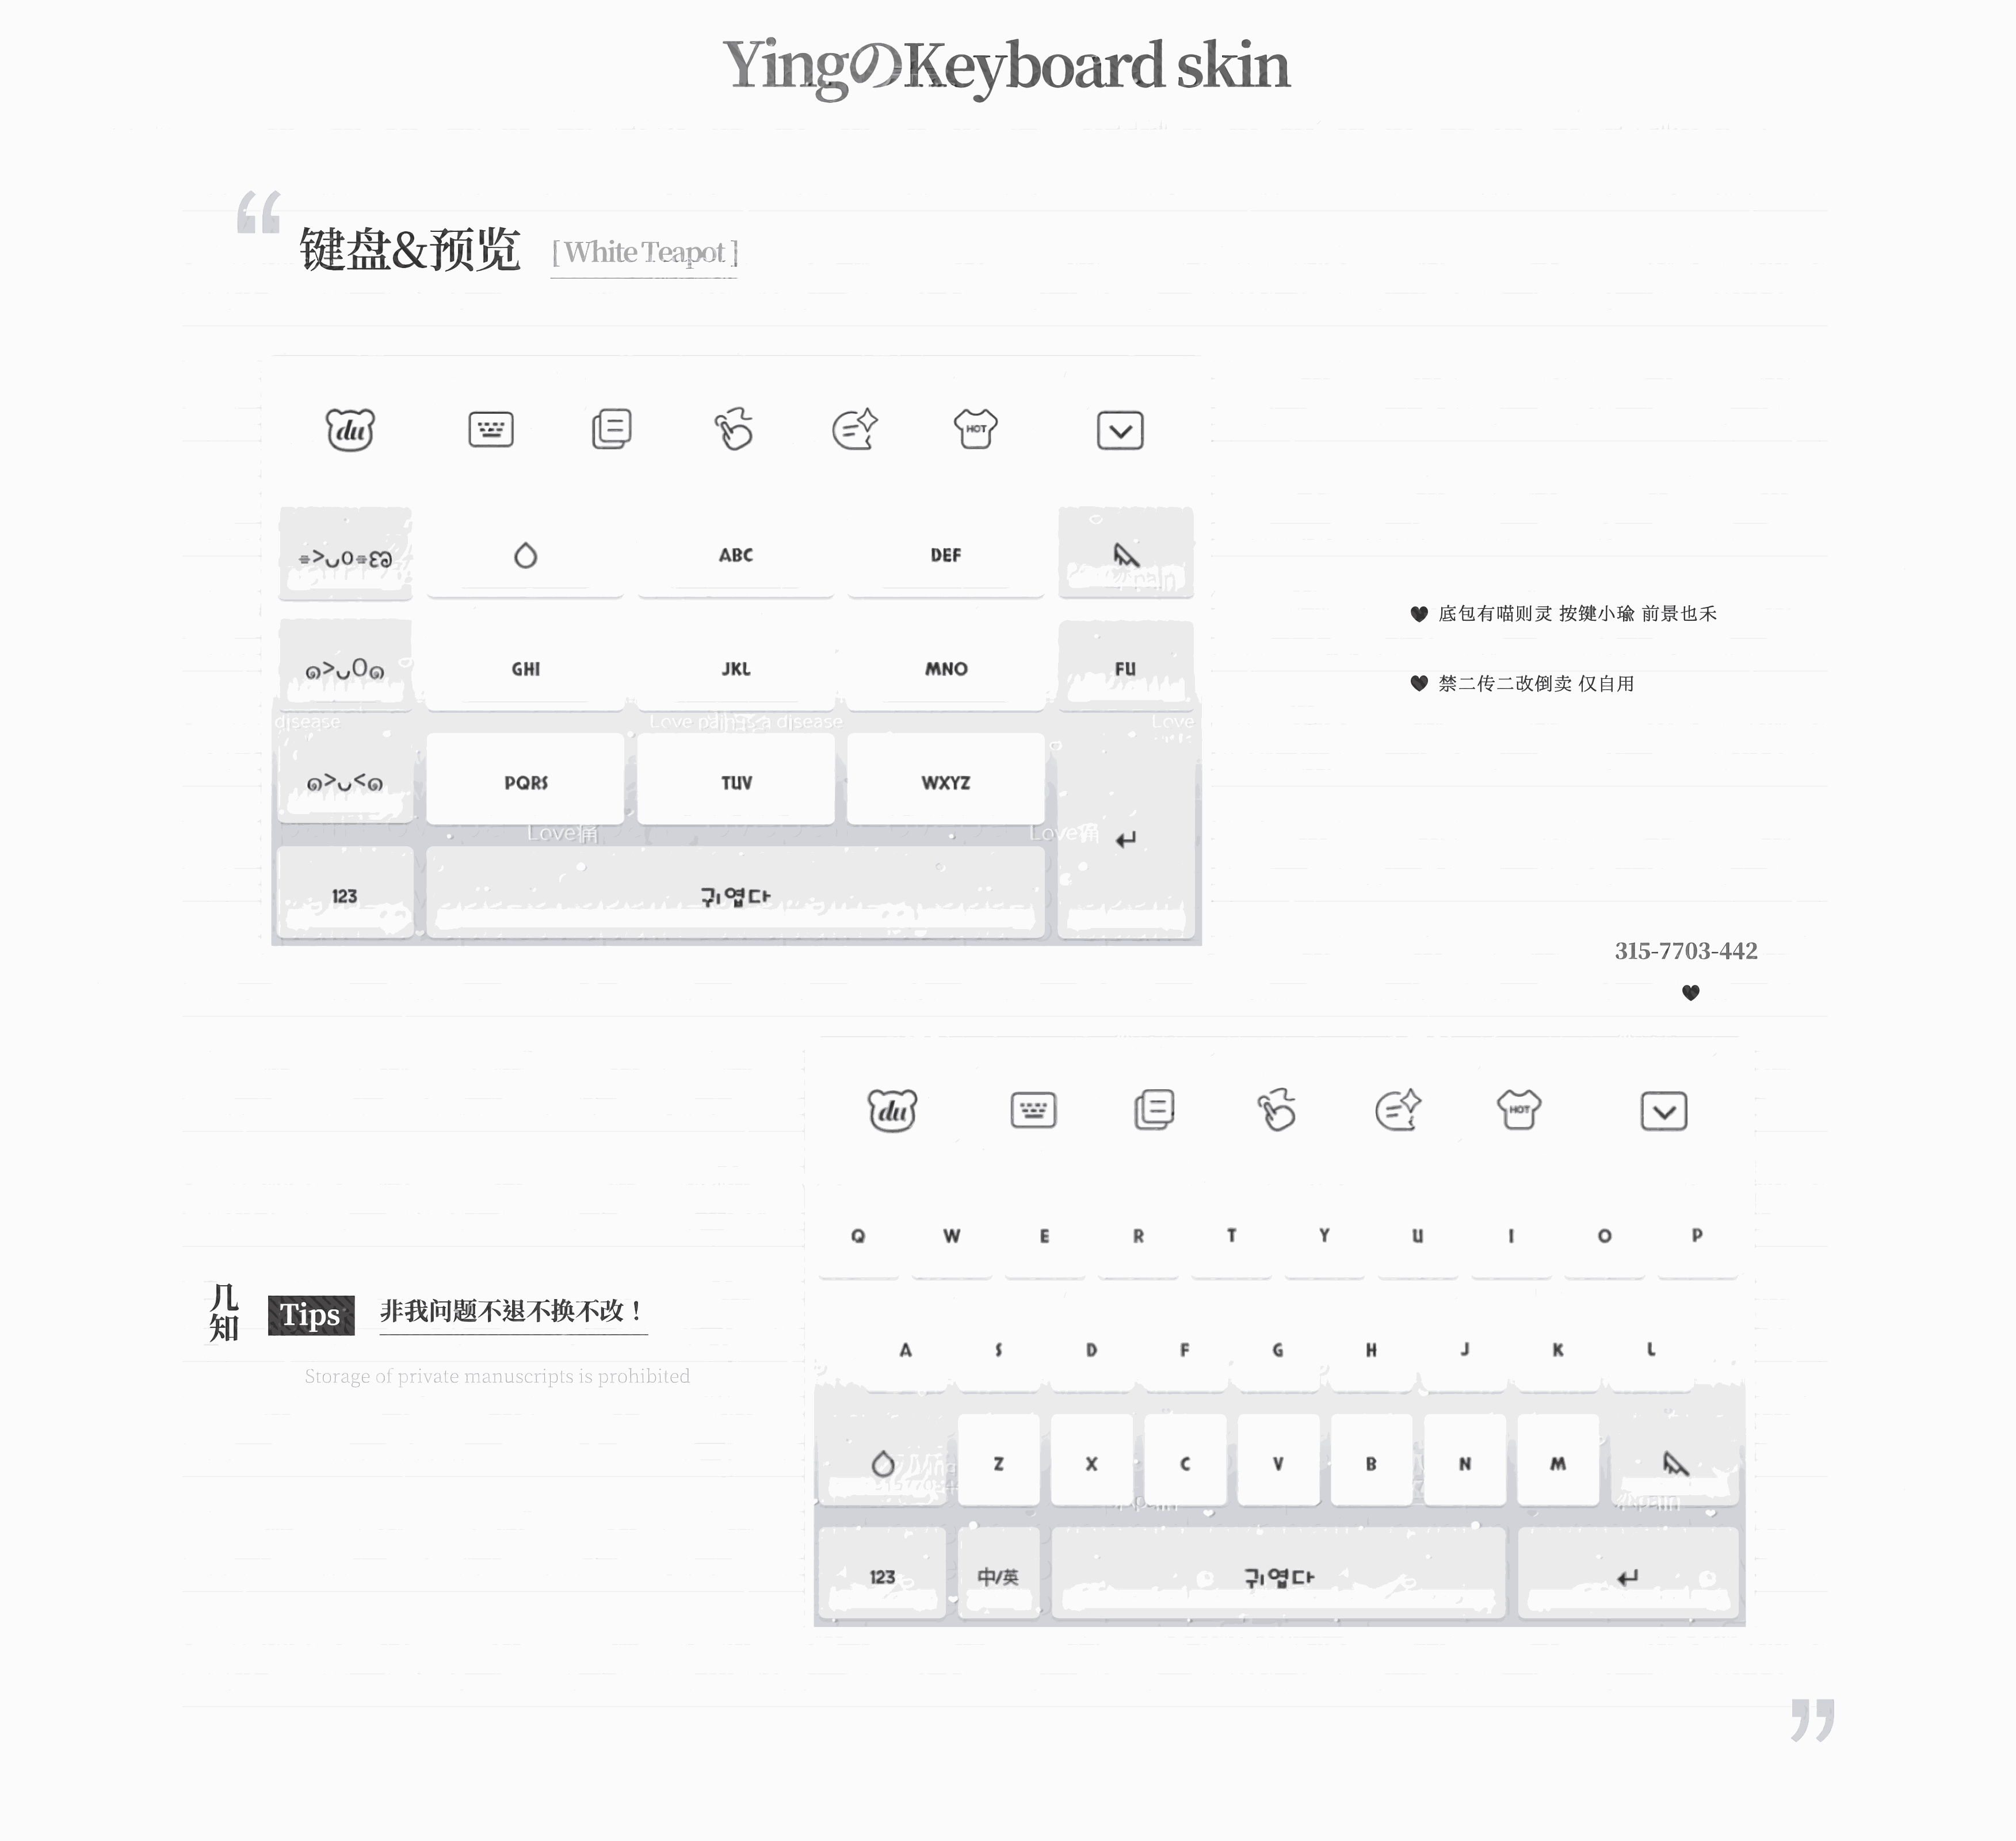 YingのKeyboard skin
键盘&预览 [ White Teapot ]
du HOT
ABC DEF
GHI JKL MNO FU
disease Love pain is a disease Love
PQRS TUV WXYZ
Love痛 Love痛
123 귀엽다
底包有喵则灵 按键小瑜 前景也禾
禁二传二改倒卖 仅自用
315-7703-442
du HOT
Q W E R T Y U I O P
A S D F G H J K L
Z X C V B N M
123 中/英 귀엽다
几知 Tips 非我问题不退不换不改！
Storage of private manuscripts is prohibited